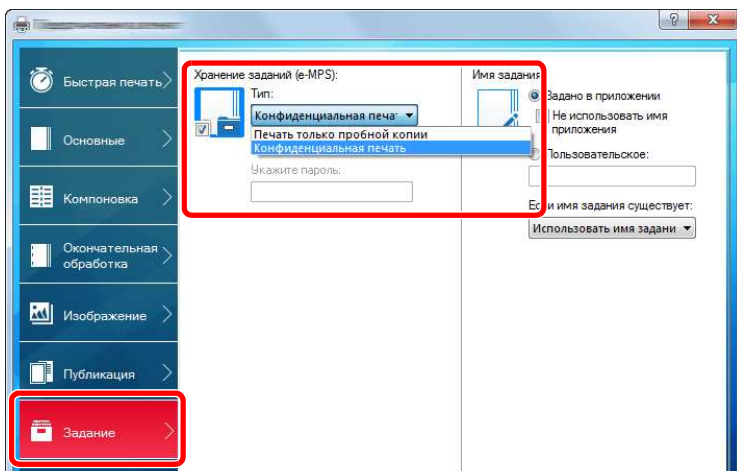 Быстрая печать
Основные
Компоновка
Окончательная
обработка
Изображение
Публикация
Задание
Хранение заданий (e-MPS):
Тип:
Конфиденциальная печа
Печать только пробной копии
Конфиденциальная печать
Укажите пароль:
Имя задания
Задано в приложении
Не использовать имя
приложения
Пользовательское:
Если имя задания существует:
Использовать имя задани